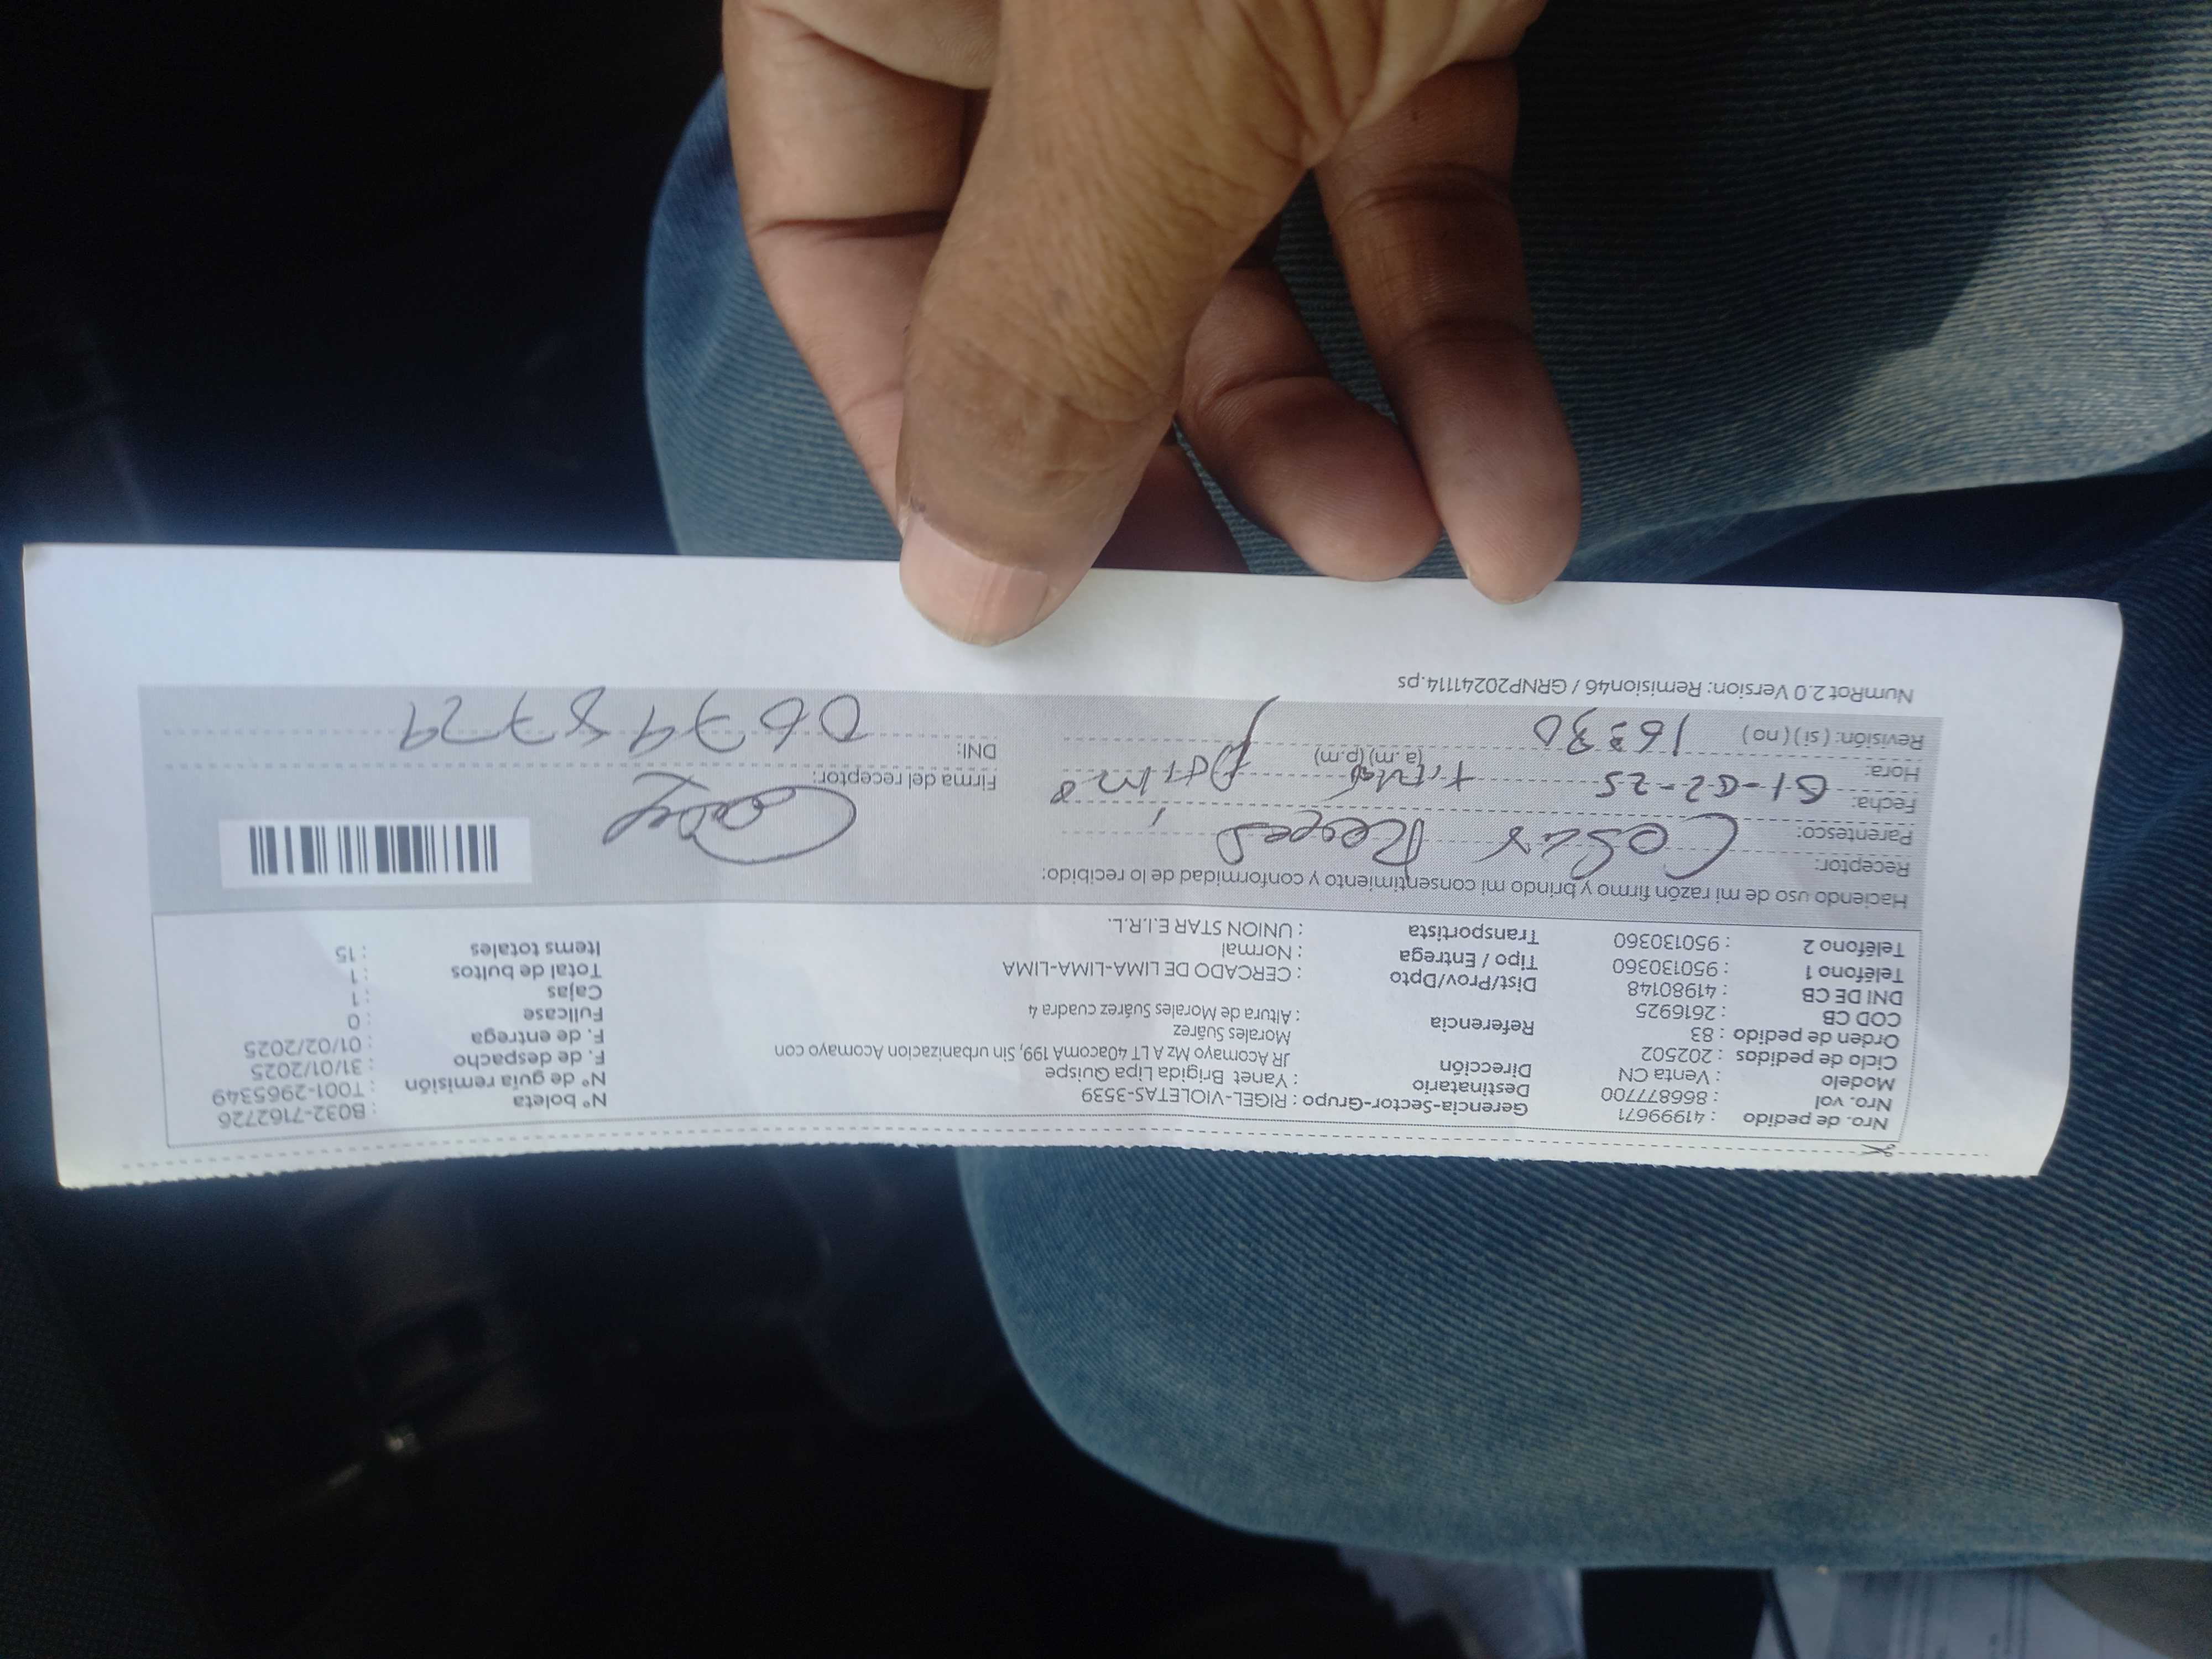 Nro. de pedido : 41999671 Gerencia-Sector-Grupo : RIGEL-VIOLETAS-3539 N° boleta : B032-7162726
Nro. vol : 866877700 Destinatario : Yanet Brigida Lipa Quispe N° de guía remisión : T001-2965349
Modelo : Venta CN Dirección JR Acomayo Mz A LT 40acoma 199, Sin urbanizacion Acomayo con F. de despacho : 31/01/2025
Ciclo de pedidos : 202502 Morales Suárez F. de entrega : 01/02/2025
Orden de pedido : 83 Referencia : Altura de Morales Suárez cuadra 4 Fullcase : 0
COD CB : 2616925 Dist/Prov/Dpto : CERCADO DE LIMA-LIMA-LIMA Cajas : 1
DNI DE CB : 41980148 Tipo / Entrega : Normal Total de bultos : 1
Teléfono 1 : 950130360 Transportista : UNION STAR E.I.R.L. Items totales : 15
Teléfono 2 : 950130360
Haciendo uso de mi razón firmo y brindo mi consentimiento y conformidad de lo recibido:
Receptor: Reyes
Parentesco:
Fecha: 01-02-25
Hora: (a.m) (p.m) Firma del receptor:
Revisión: ( si ) ( no ) DNI: 06798729
NumRot 2.0 Version: Remision46 / GRNP20241114.ps